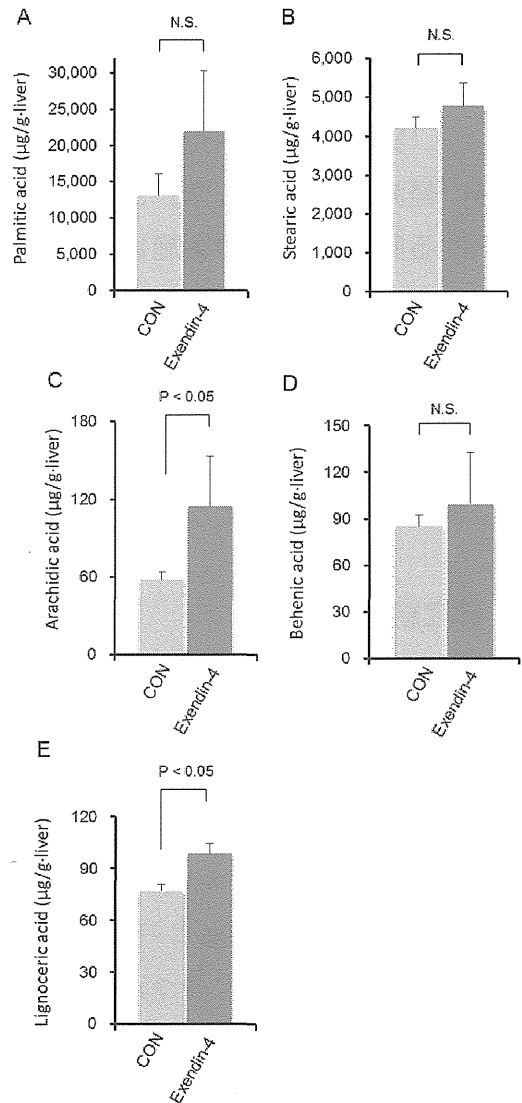 A
N.S.
Palmitic acid (µg/g·liver)
30,000
25,000
20,000
15,000
10,000
5,000
0
CON
Exendin-4
B
N.S.
Stearic acid (µg/g·liver)
6,000
5,000
4,000
3,000
2,000
1,000
0
CON
Exendin-4
C
P < 0.05
Arachidic acid (µg/g·liver)
180
120
60
0
CON
Exendin-4
D
N.S.
Behenic acid (µg/g·liver)
150
120
90
60
30
0
CON
Exendin-4
E
P < 0.05
Lignoceric acid (µg/g·liver)
120
90
60
30
0
CON
Exendin-4